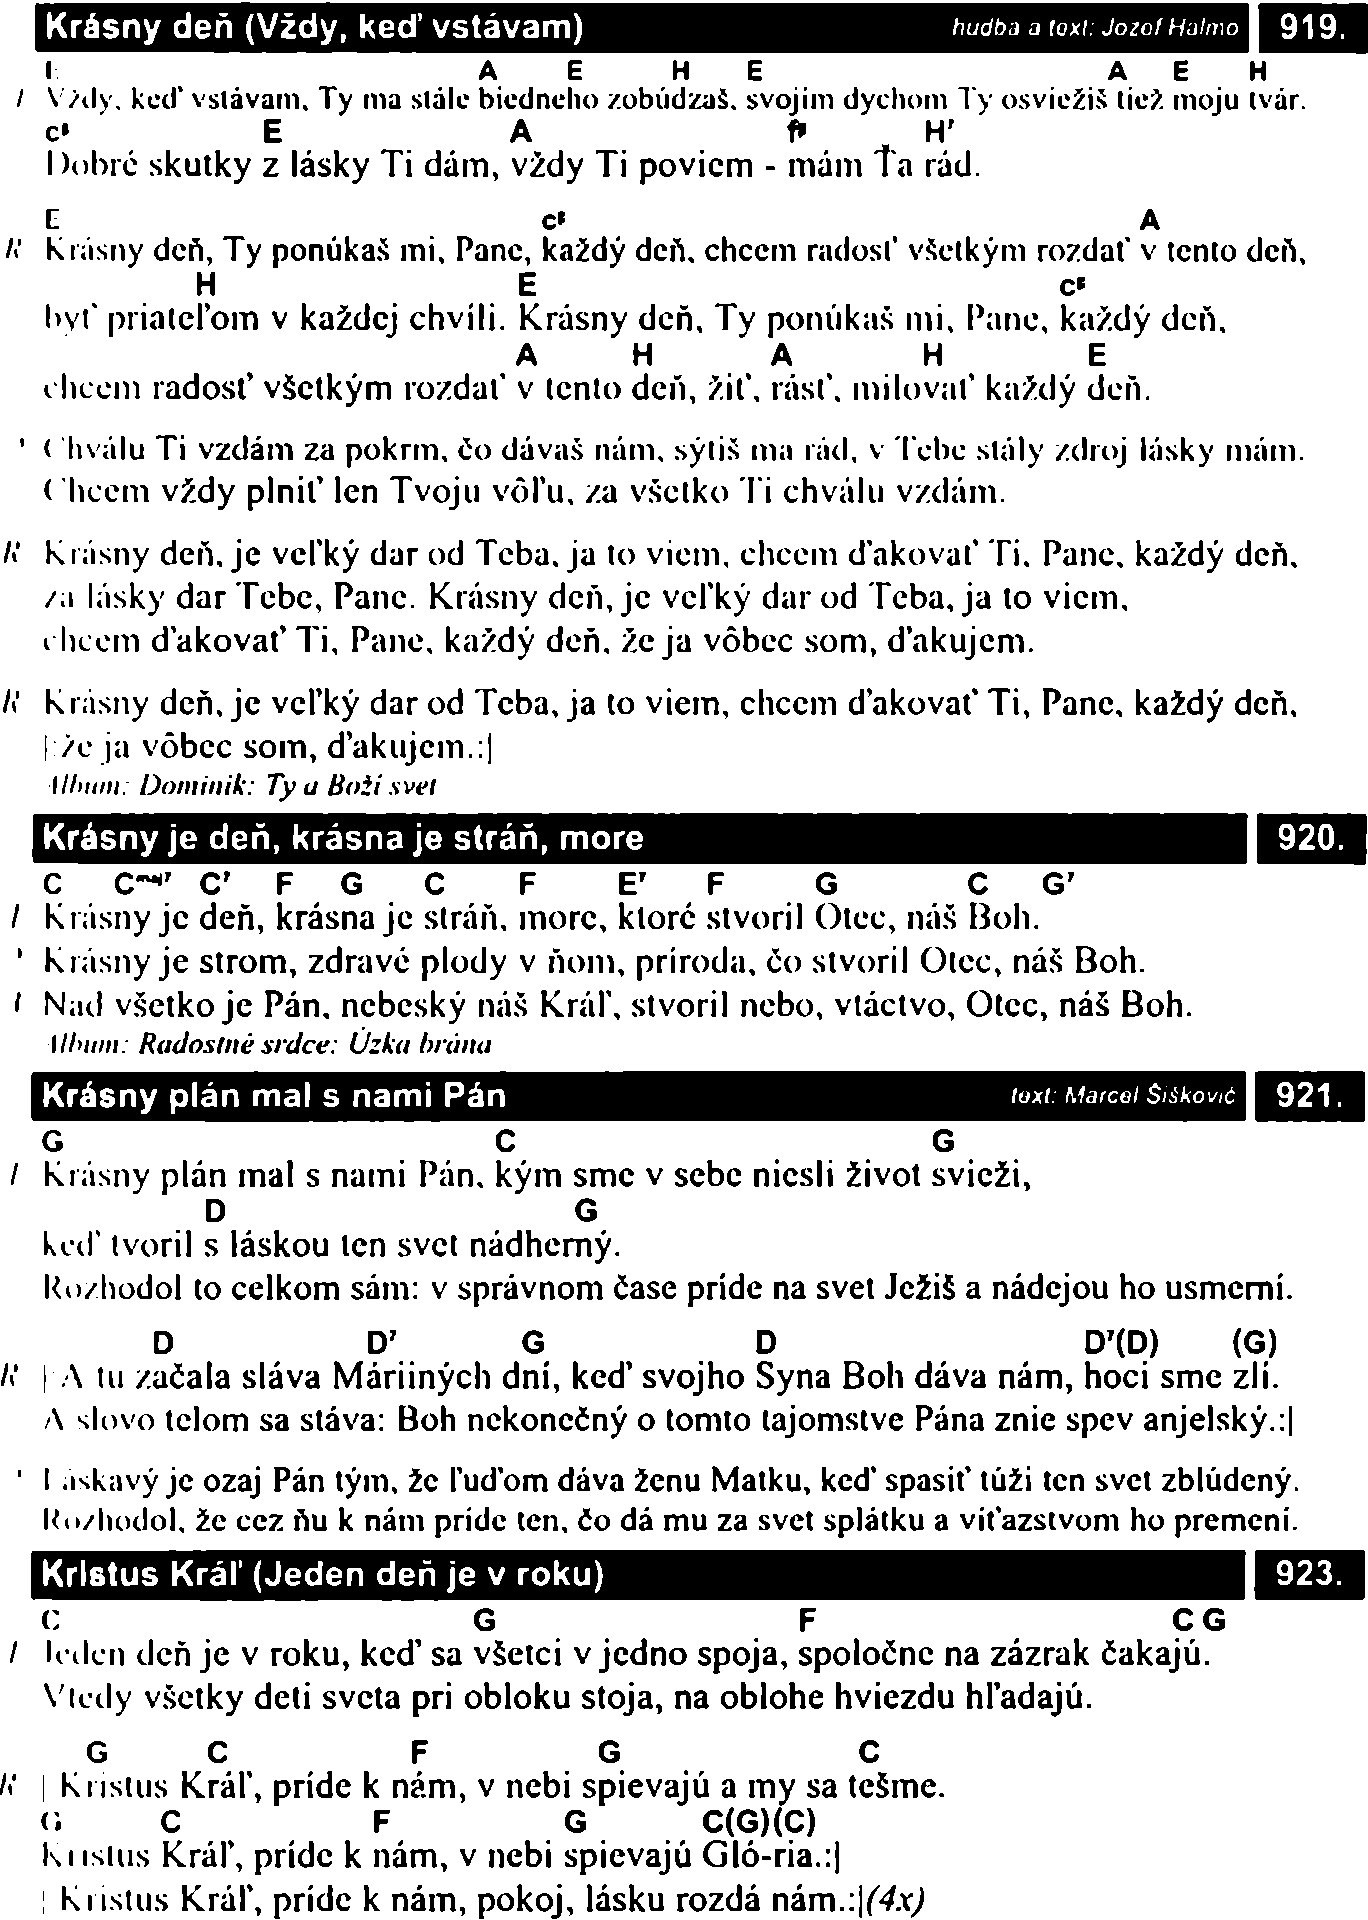 Krásny deň (Vždy, keď vstávam) hudba a text: Jozef Halmo 919.
E A E H E A E H
1 Vždy, keď vstávam, Ty ma stále biedneho zobúdzaš, svojím dychom Ty osviežiš tiež moju tvár.
E A H7
Dobré skutky z lásky Ti dám, vždy Ti poviem - mám Ťa rád.
E A
R Krásny deň, Ty ponúkaš mi, Pane, každý deň, chcem radosť všetkým rozdať v tento deň,
H E
byť priateľom v každej chvíli. Krásny deň, Ty ponúkaš mi, Pane, každý deň,
A H A H E
chcem radosť všetkým rozdať v tento deň, žiť, rásť, milovať každý deň.
Chválu Ti vzdám za pokrm, čo dávaš nám, sýtiš ma rád, v Tebe stály zdroj lásky mám.
Chcem vždy plniť len Tvoju vôľu, za všetko Ti chválu vzdám.
R Krásny deň, je veľký dar od Teba, ja to viem, chcem ďakovať Ti, Pane, každý deň,
za lásky dar Tebe, Pane. Krásny deň, je veľký dar od Teba, ja to viem,
chcem ďakovať Ti, Pane, každý deň, že ja vôbec som, ďakujem.
R Krásny deň, je veľký dar od Teba, ja to viem, chcem ďakovať Ti, Pane, každý deň,
|:že ja vôbec som, ďakujem.:|
Album: Dominik: Ty a Boží svet
Krásny je deň, krásna je stráň, more 920.
C Cmaj7 C7 F G C F E7 F G C G7
1 Krásny je deň, krásna je stráň, more, ktoré stvoril Otec, náš Boh.
Krásny je strom, zdravé plody v ňom, príroda, čo stvoril Otec, náš Boh.
Nad všetko je Pán, nebeský náš Kráľ, stvoril nebo, vtáctvo, Otec, náš Boh.
Album: Radostné srdce: Úzka brána
Krásny plán mal s nami Pán text: Marcel Šiškovič 921.
G C G
1 Krásny plán mal s nami Pán, kým sme v sebe niesli život svieži,
D G
keď tvoril s láskou ten svet nádherný.
Rozhodol to celkom sám: v správnom čase príde na svet Ježiš a nádejou ho usmerní.
D D7 G D D7(D) (G)
R |:A tu začala sláva Máriiných dní, keď svojho Syna Boh dáva nám, hoci sme zlí.
A slovo telom sa stáva: Boh nekonečný o tomto tajomstve Pána znie spev anjelský.:|
Láskavý je ozaj Pán tým, že ľuďom dáva ženu Matku, keď spasiť túži ten svet zblúdený.
Rozhodol, že cez ňu k nám príde ten, čo dá mu za svet splátku a víťazstvom ho premení.
Kristus Kráľ (Jeden deň je v roku) 923.
C G F C G
1 Jeden deň je v roku, keď sa všetci v jedno spoja, spoločne na zázrak čakajú.
Vtedy všetky deti sveta pri obloku stoja, na oblohe hviezdu hľadajú.
G C F G C
R |: Kristus Kráľ, príde k nám, v nebi spievajú a my sa tešme.
G C F G C(G)(C)
Kristus Kráľ, príde k nám, v nebi spievajú Gló-ria.:|
|: Kristus Kráľ, príde k nám, pokoj, lásku rozdá nám.:|(4x)